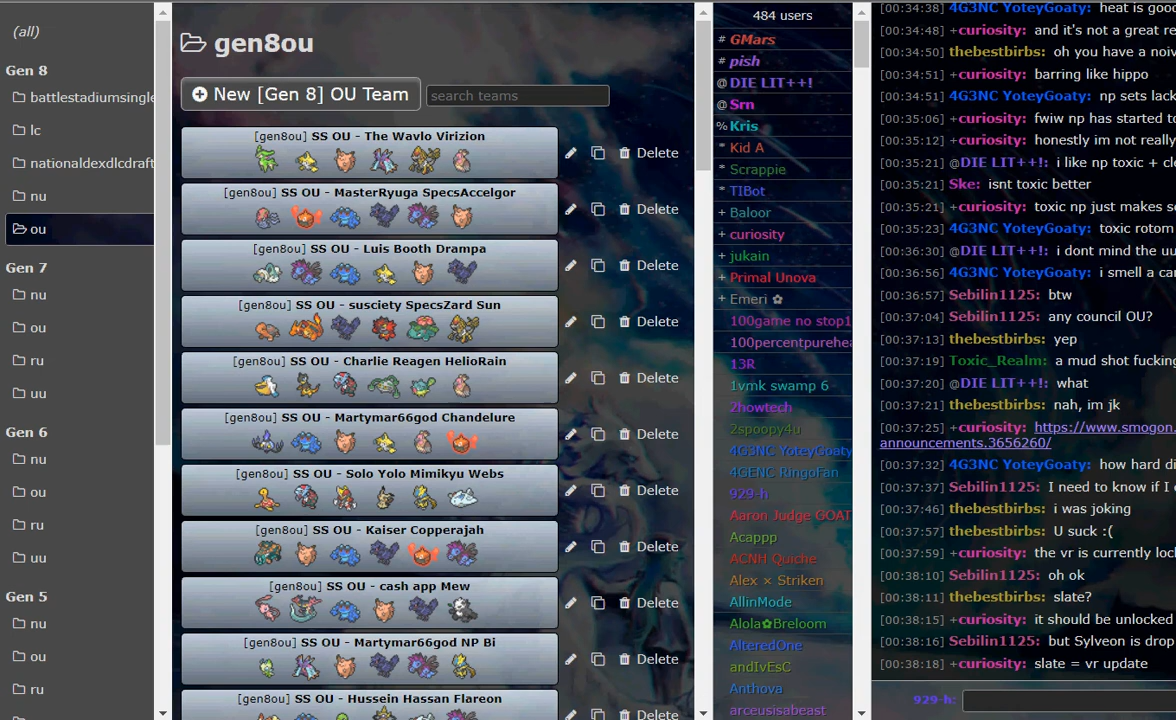 (all)
Gen 8
battlestadiumsingle
lc
nationaldexdlcdraft
nu
ou
Gen 7
nu
ou
ru
uu
Gen 6
nu
ou
ru
uu
Gen 5
nu
ou
ru
gen8ou
New [Gen 8] OU Team
search teams
[gen8ou] SS OU - The Wavlo Virizion
Delete
[gen8ou] SS OU - MasterRyuga SpecsAccelgor
Delete
[gen8ou] SS OU - Luis Booth Drampa
Delete
[gen8ou] SS OU - susciety SpecsZard Sun
Delete
[gen8ou] SS OU - Charlie Reagen HelioRain
Delete
[gen8ou] SS OU - Martymar66god Chandelure
Delete
[gen8ou] SS OU - Solo Yolo Mimikyu Webs
Delete
[gen8ou] SS OU - Kaiser Copperajah
Delete
[gen8ou] SS OU - cash app Mew
Delete
[gen8ou] SS OU - Martymar66god NP Bi
Delete
[gen8ou] SS OU - Hussein Hassan Flareon
Delete
484 users
# GMars
# pish
@ DIE LIT++!
@ Srn
% Kris
* Kid A
* Scrappie
* TIBot
+ Baloor
+ curiosity
+ jukain
+ Primal Unova
+ Emeri ✿
100game no stop1
100percentpurehea
13R
1vmk swamp 6
2howtech
2spoopy4u
4G3NC YoteyGoaty
4GENC RingoFan
929-h
Aaron Judge GOAT
Acappp
ACNH Quiche
Alex × Striken
AllinMode
Alola✿Breloom
AlteredOne
andIvEsC
Anthova
arceusisabeast
[00:34:38] 4G3NC YoteyGoaty: heat is good
[00:34:48] +curiosity: and it's not a great re
[00:34:50] thebestbirbs: oh you have a noiv
[00:34:51] +curiosity: barring like hippo
[00:34:51] 4G3NC YoteyGoaty: np sets lack
[00:35:06] +curiosity: fwiw np has started to
[00:35:12] +curiosity: honestly im not really
[00:35:21] @DIE LIT++!: i like np toxic + cle
[00:35:21] Ske: isnt toxic better
[00:35:21] +curiosity: toxic np just makes se
[00:35:23] 4G3NC YoteyGoaty: toxic rotom
[00:36:30] @DIE LIT++!: i dont mind the uu
[00:36:56] 4G3NC YoteyGoaty: i smell a car
[00:36:57] Sebilin1125: btw
[00:37:04] Sebilin1125: any council OU?
[00:37:13] thebestbirbs: yep
[00:37:19] Toxic_Realm: a mud shot fucking
[00:37:20] @DIE LIT++!: what
[00:37:21] thebestbirbs: nah, im jk
[00:37:25] +curiosity: https://www.smogon.
announcements.3656260/
[00:37:32] 4G3NC YoteyGoaty: how hard di
[00:37:37] Sebilin1125: I need to know if I c
[00:37:46] thebestbirbs: i was joking
[00:37:57] thebestbirbs: U suck :(
[00:37:59] +curiosity: the vr is currently loc
[00:38:10] Sebilin1125: oh ok
[00:38:11] thebestbirbs: slate?
[00:38:15] +curiosity: it should be unlocked
[00:38:16] Sebilin1125: but Sylveon is drop
[00:38:18] +curiosity: slate = vr update
929-h: